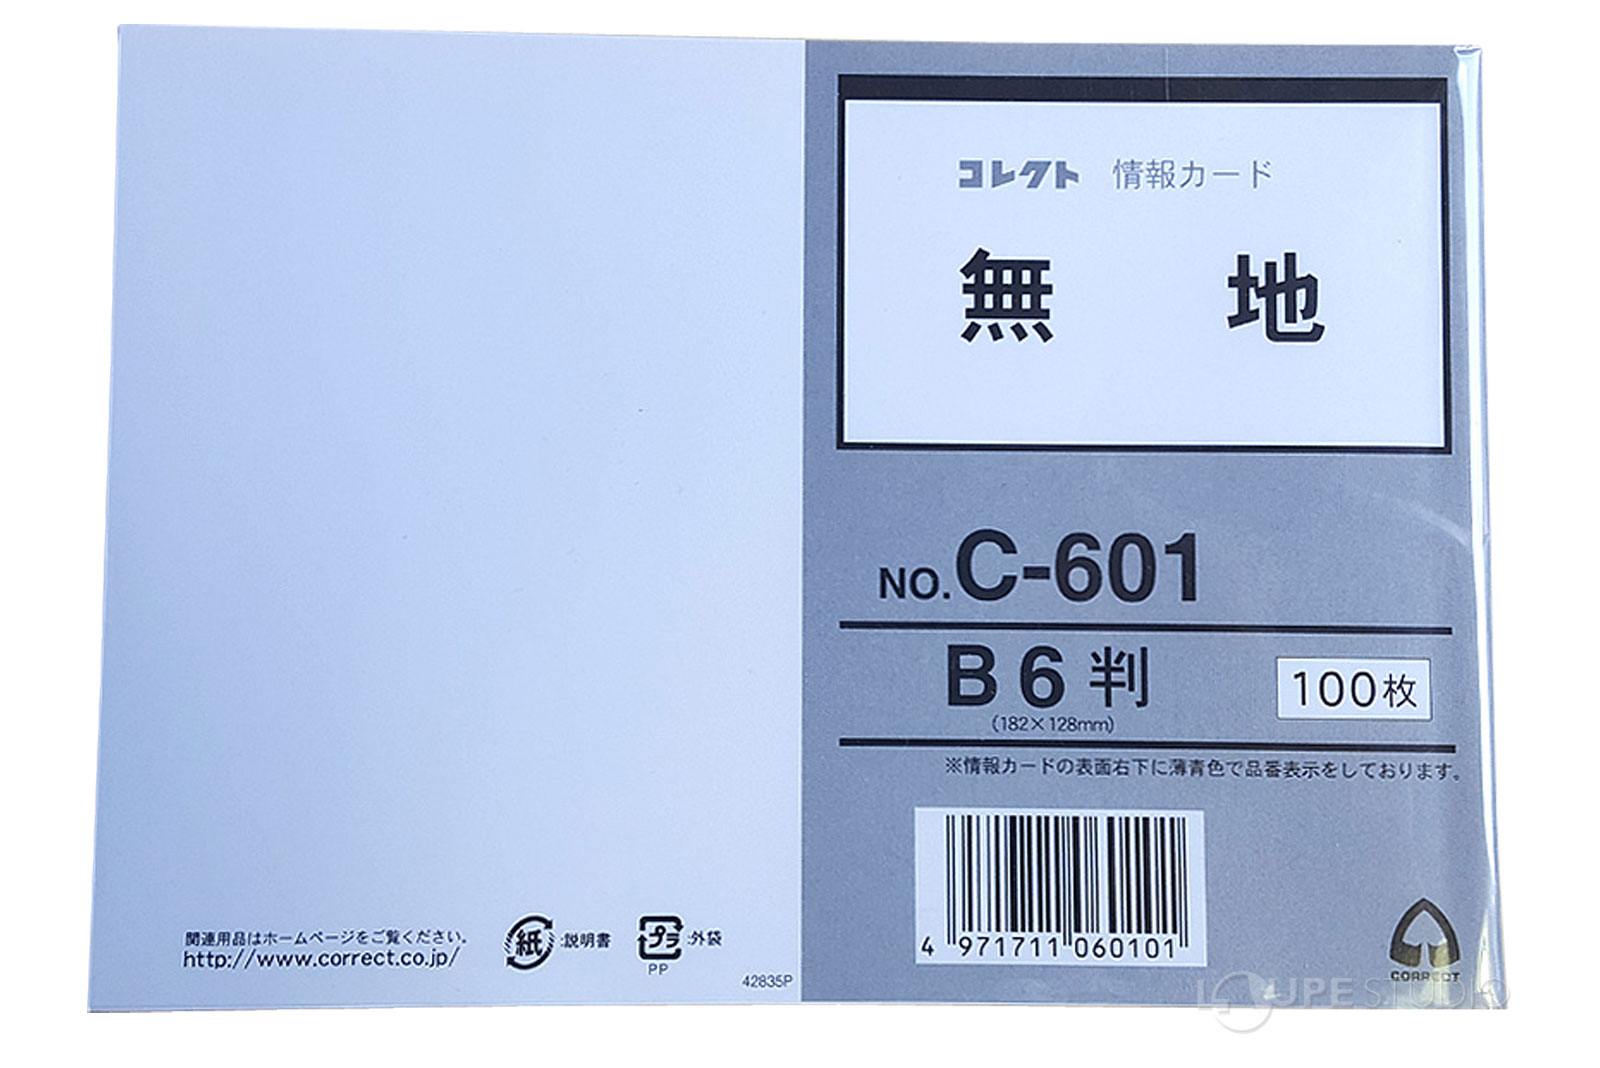 コレクト 情報カード
無 地
NO.C-601
B6判
(182×128mm)
100枚
※情報カードの表面右下に薄青色で品番表示をしております。
4 971711 060101
CORRECT
関連用品はホームページをご覧ください。
http://www.correct.co.jp/
紙 :説明書
プラ :外袋
PP
42835P
LOUPE STUDIO